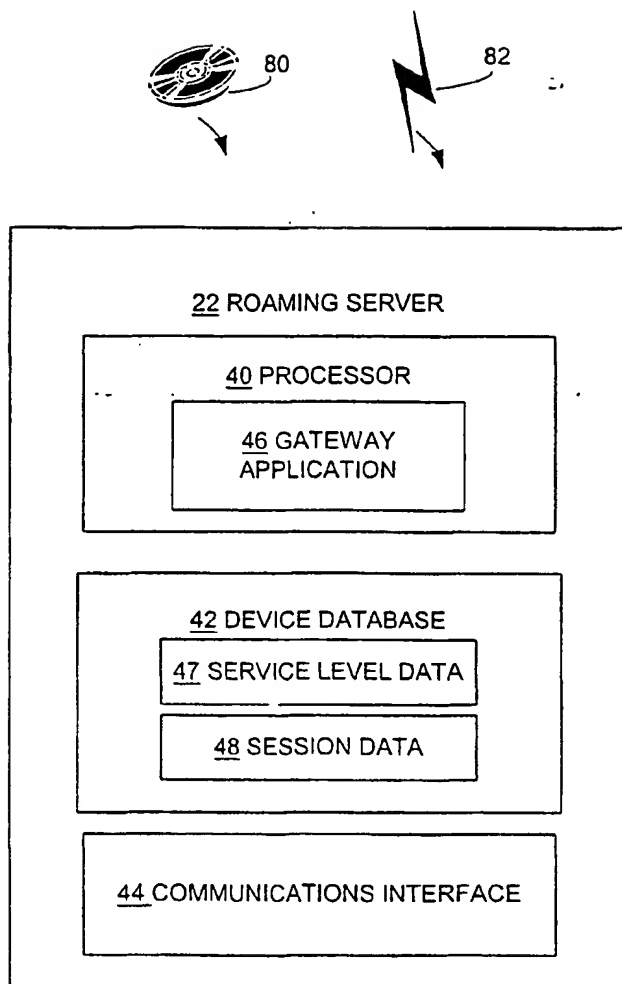 80
82
22 ROAMING SERVER
40 PROCESSOR
46 GATEWAY
APPLICATION
42 DEVICE DATABASE
47 SERVICE LEVEL DATA
48 SESSION DATA
44 COMMUNICATIONS INTERFACE